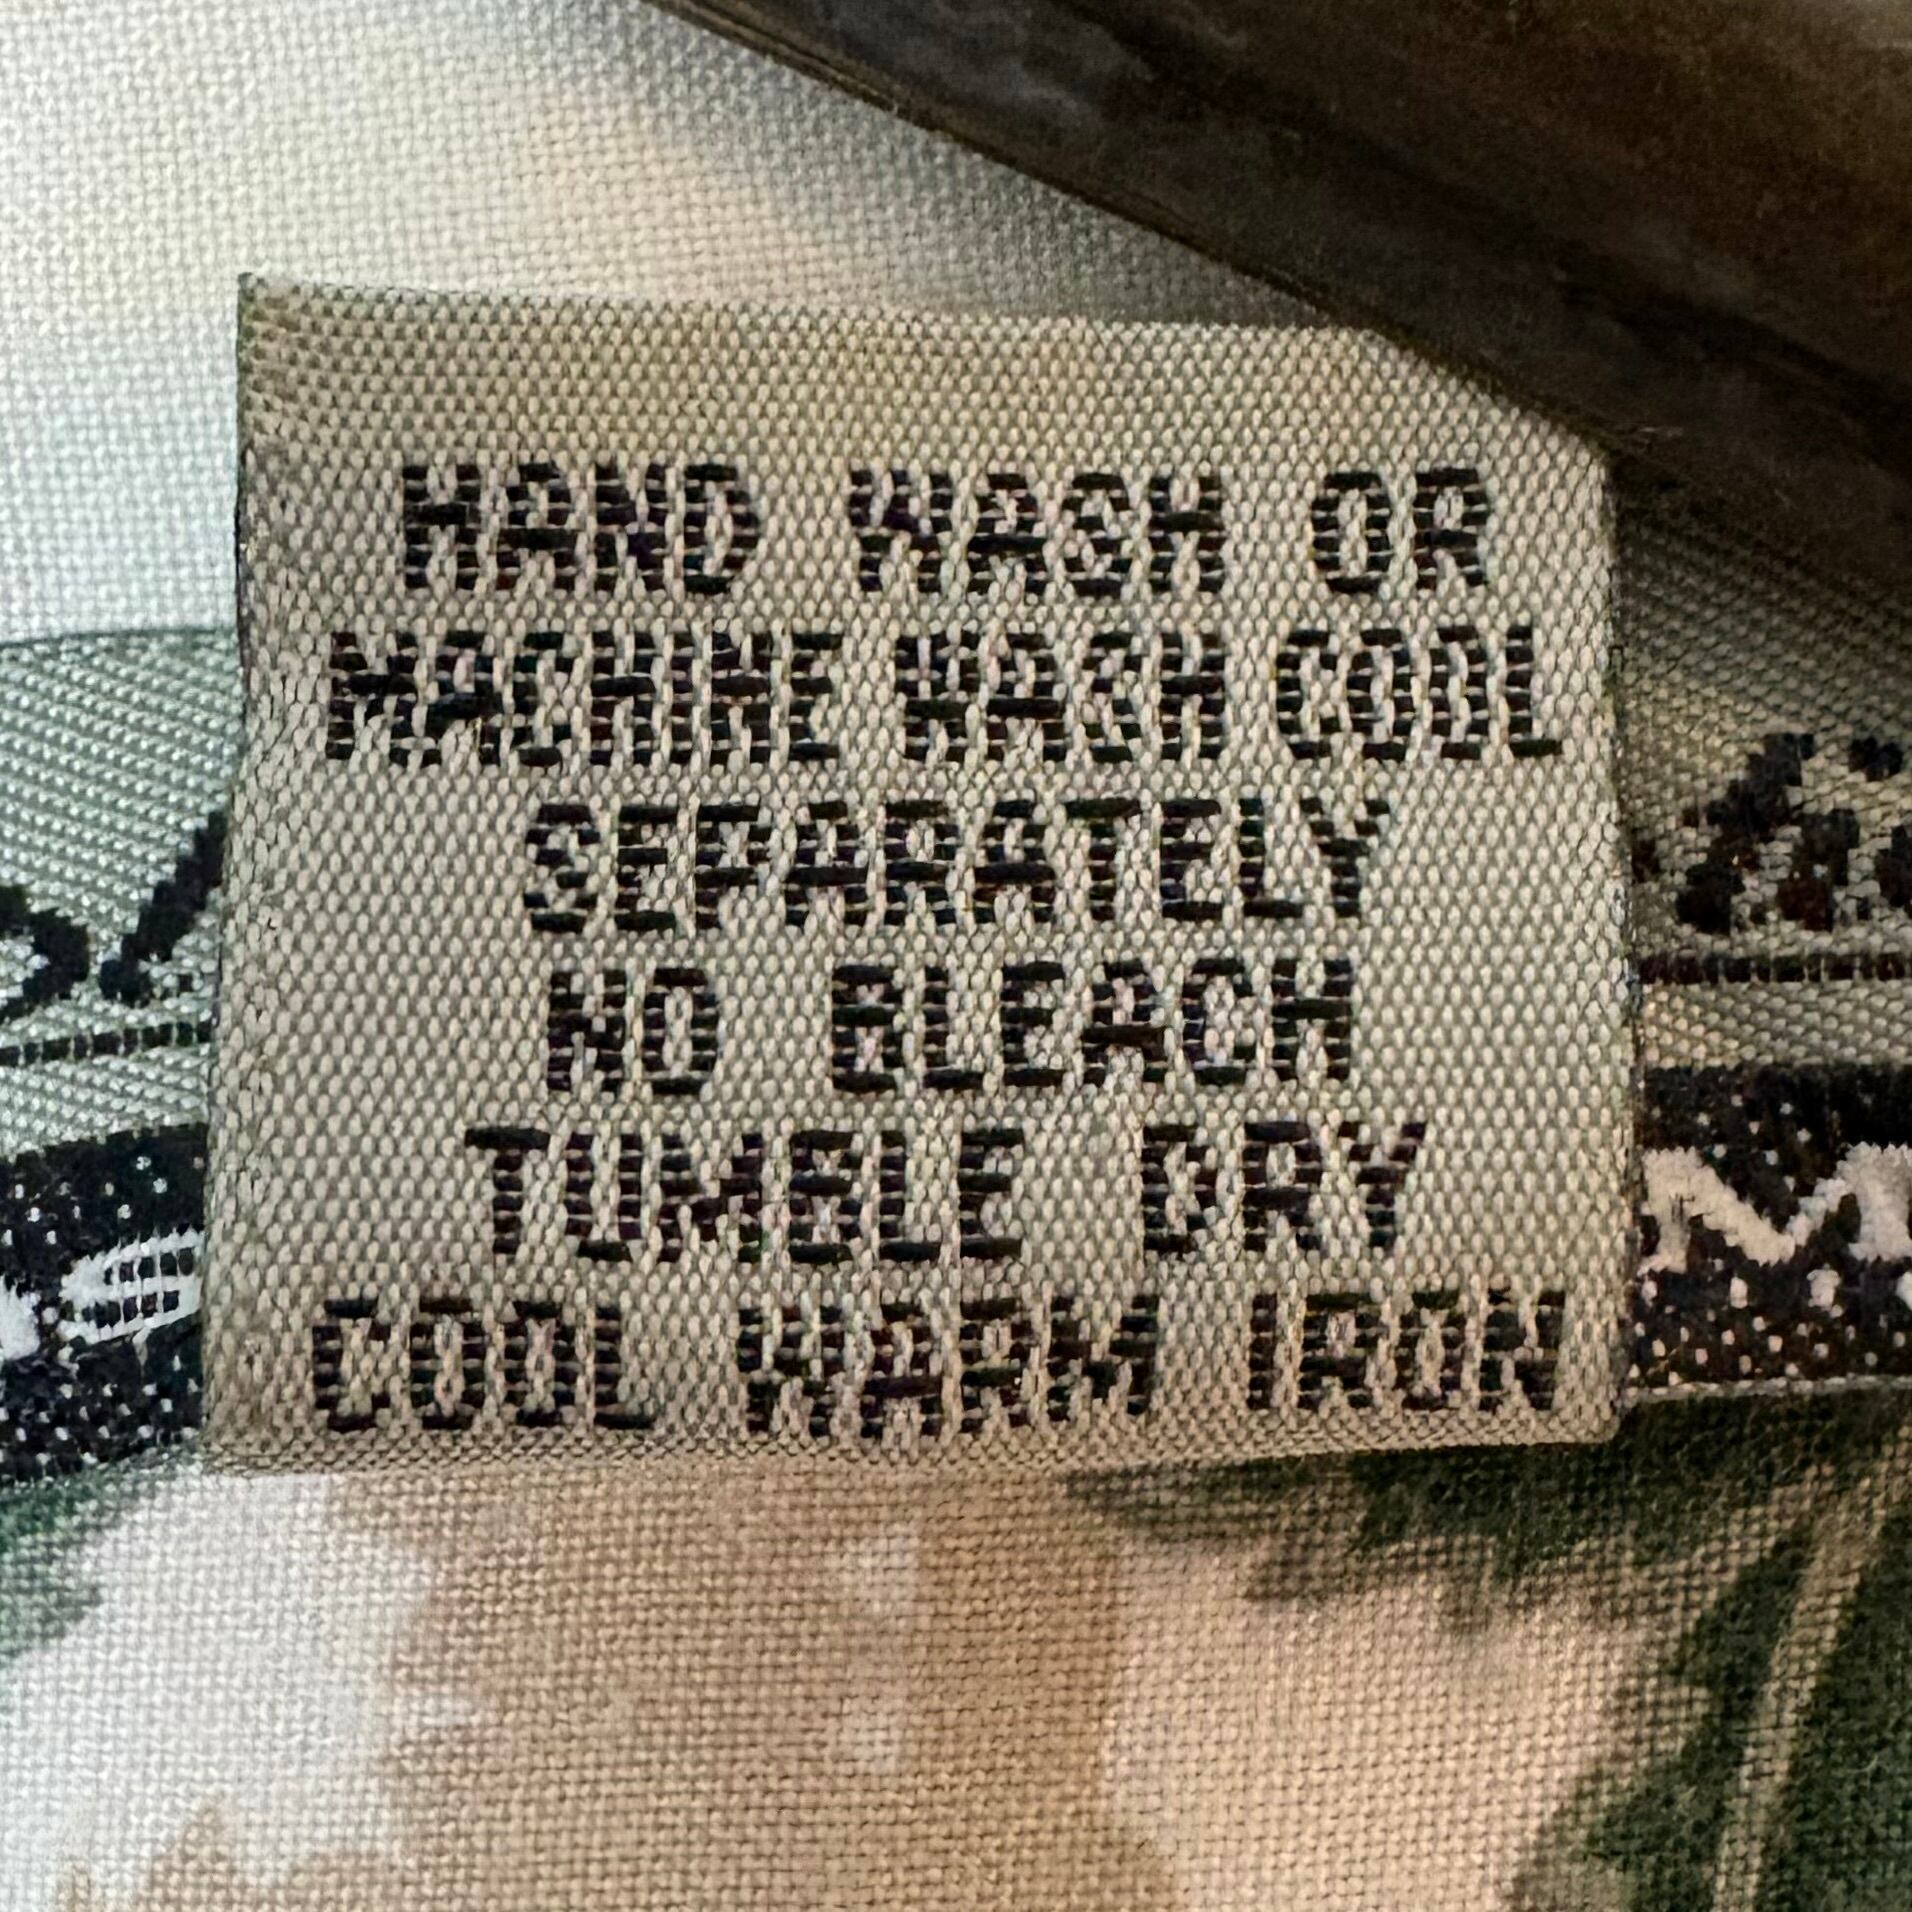 HAND WASH OR
MACHINE WASH COOL
SEPARATELY
NO BLEACH
TUMBLE DRY
COOL WARM IRON